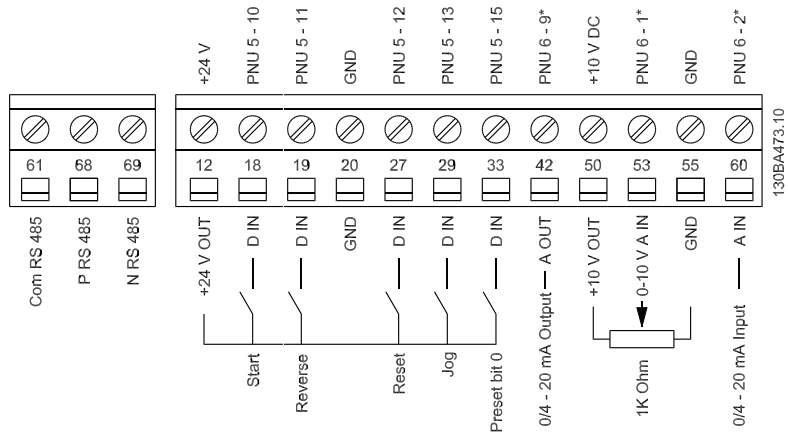 +24 V
PNU 5 - 10
PNU 5 - 11
GND
PNU 5 - 12
PNU 5 - 13
PNU 5 - 15
PNU 6 - 9*
+10 V DC
PNU 6 - 1*
GND
PNU 6 - 2*
61 68 69
12 18 19 20 27 29 33 42 50 53 55 60
130BA473.10
Com RS 485
P RS 485
N RS 485
+24 V OUT
D IN
D IN
GND
D IN
D IN
D IN
0/4 - 20 mA Output — A OUT
+10 V OUT
0-10 V A IN
GND
0/4 - 20 mA Input — A IN
Start
Reverse
Reset
Jog
Preset bit 0
1K Ohm